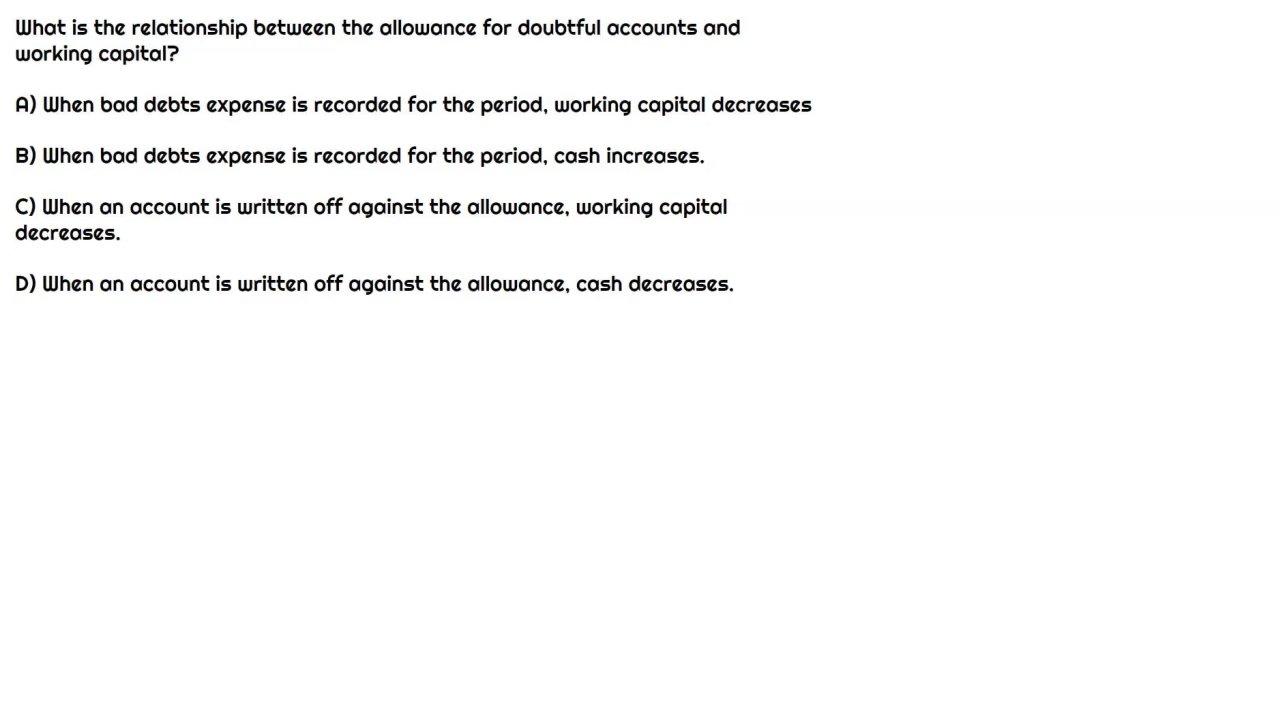 What is the relationship between the allowance for doubtful accounts and
working capital?
A) When bad debts expense is recorded for the period, working capital decreases
B) When bad debts expense is recorded for the period, cash increases.
C) When an account is written off against the allowance, working capital
decreases.
D) When an account is written off against the allowance, cash decreases.